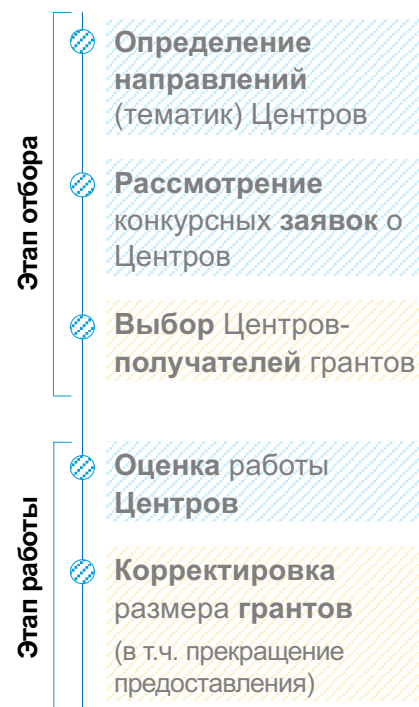 Этап отбора
Определение
направлений
(тематик) Центров
Рассмотрение
конкурсных заявок о
Центров
Выбор Центров-
получателей грантов
Этап работы
Оценка работы
Центров
Корректировка
размера грантов
(в т.ч. прекращение
предоставления)